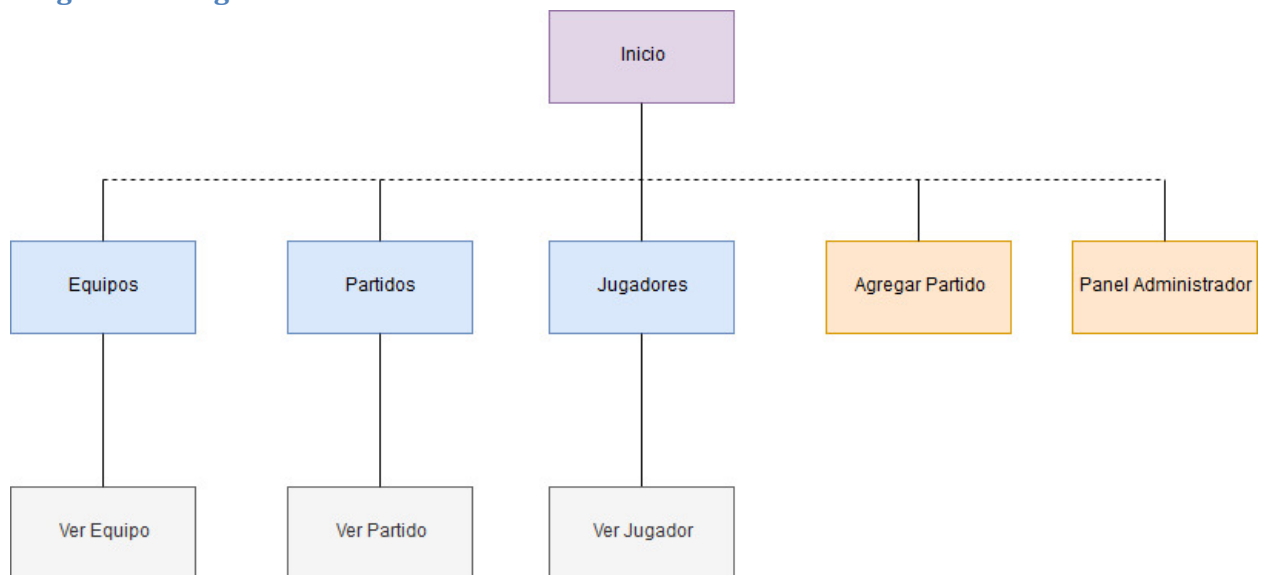 Inicio
Equipos
Partidos
Jugadores
Agregar Partido
Panel Administrador
Ver Equipo
Ver Partido
Ver Jugador